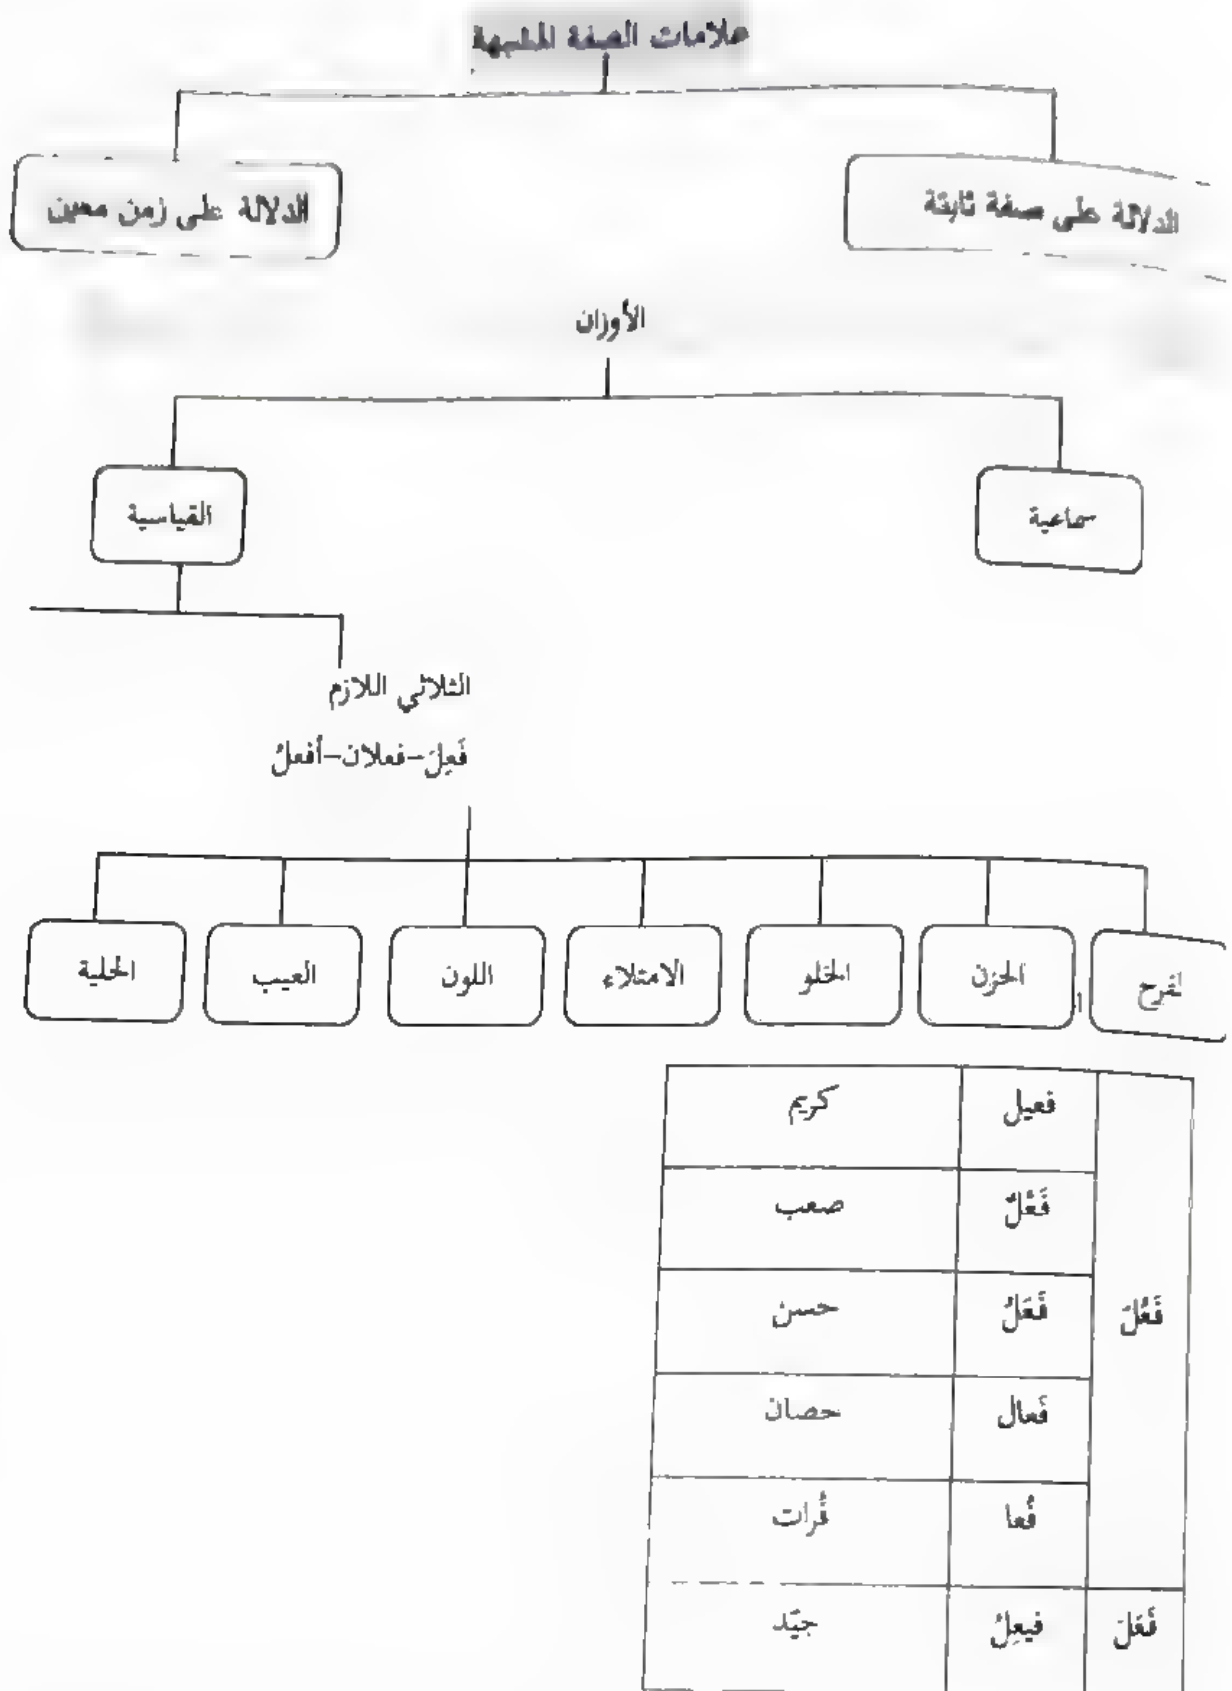 علامات الصفة المشبهة
الدلالة على صفة ثابتة
الدلالة على زمن معين
الأوزان
سماعية
القياسية
الثلاثي اللازم
فَعِلَ-فعلان-أفعلُ
لفرح
ا
الحزن
الخلو
الامتلاء
اللون
العيب
الحلية
فَعُلَ
فعيل
كريم
فَعْلٌ
صعب
فَعَلٌ
حسن
فَعال
حصان
فُعا
فُرات
فَعَلَ
فيعِلٌ
جيّد